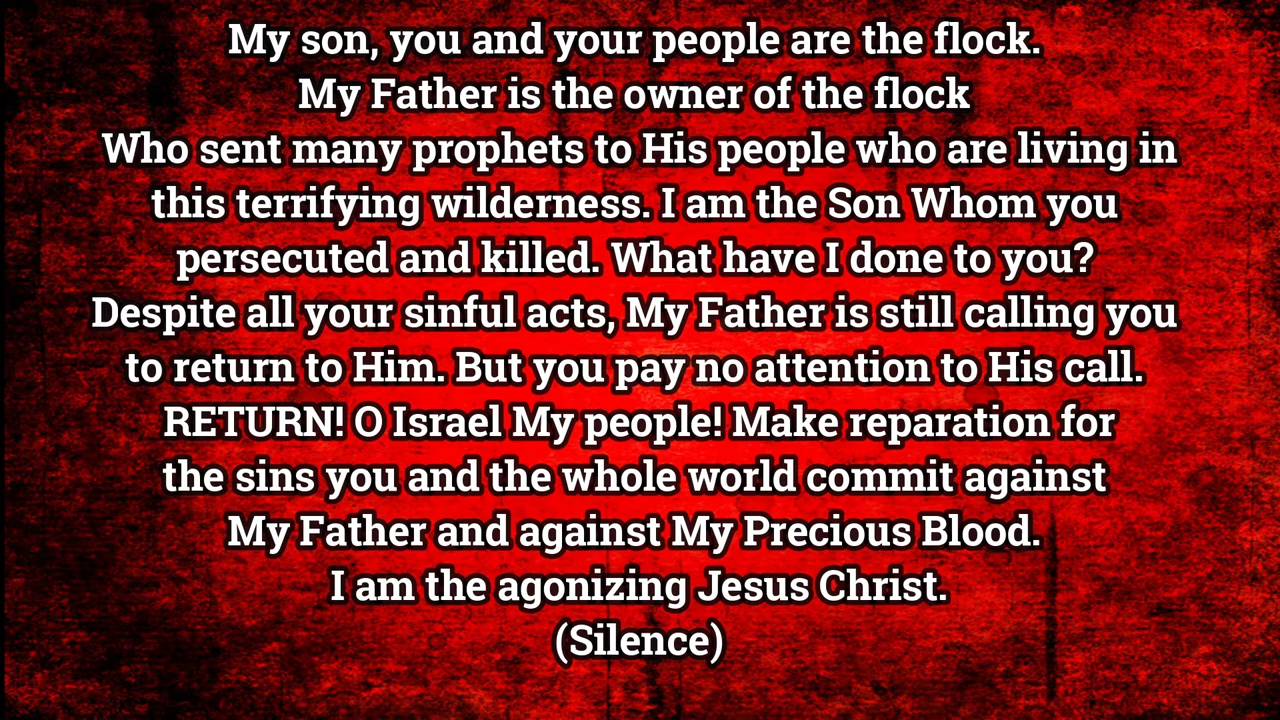 My son, you and your people are the flock.
My Father is the owner of the flock
Who sent many prophets to His people who are living in
this terrifying wilderness. I am the Son Whom you
persecuted and killed. What have I done to you?
Despite all your sinful acts, My Father is still calling you
to return to Him. But you pay no attention to His call.
RETURN! O Israel My people! Make reparation for
the sins you and the whole world commit against
My Father and against My Precious Blood.
I am the agonizing Jesus Christ.
(Silence)